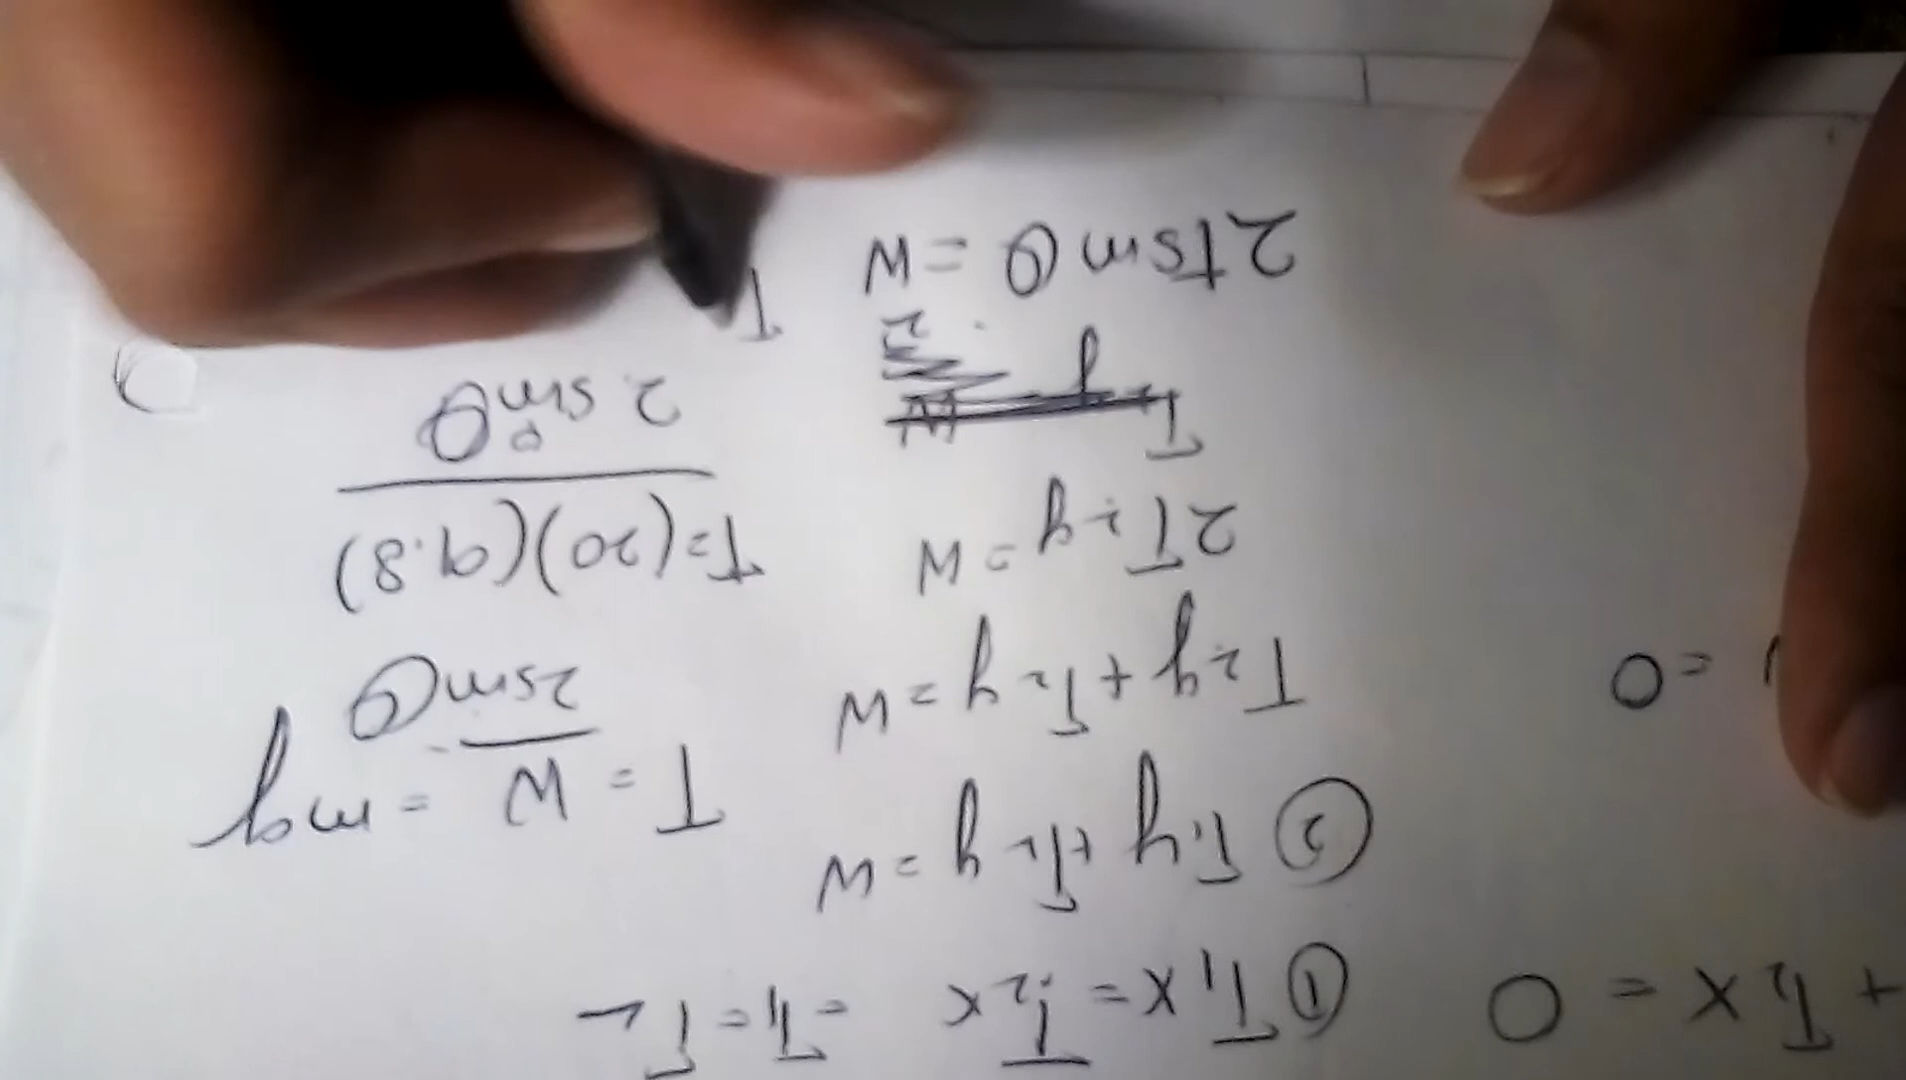 + T₂x = 0
= 0
① T₁x = T₂x = T₁ = T₂
② T₁y + T₂y = W
T₂y + T₂y = W
2T₂y = W
2Tsin θ = W
T = W = mg
2sin θ
T = (20)(9.8)
2 sin θ
T